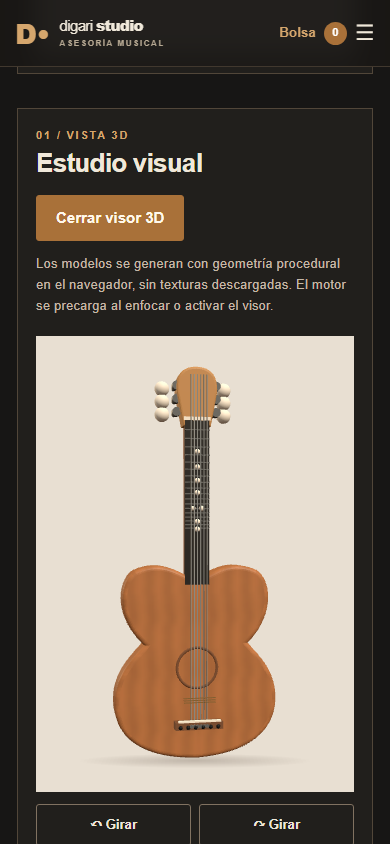 D•
digari studio
ASESORÍA MUSICAL
Bolsa 0
01 / VISTA 3D
Estudio visual
Cerrar visor 3D
Los modelos se generan con geometría procedural
en el navegador, sin texturas descargadas. El motor
se precarga al enfocar o activar el visor.
↶ Girar
↷ Girar